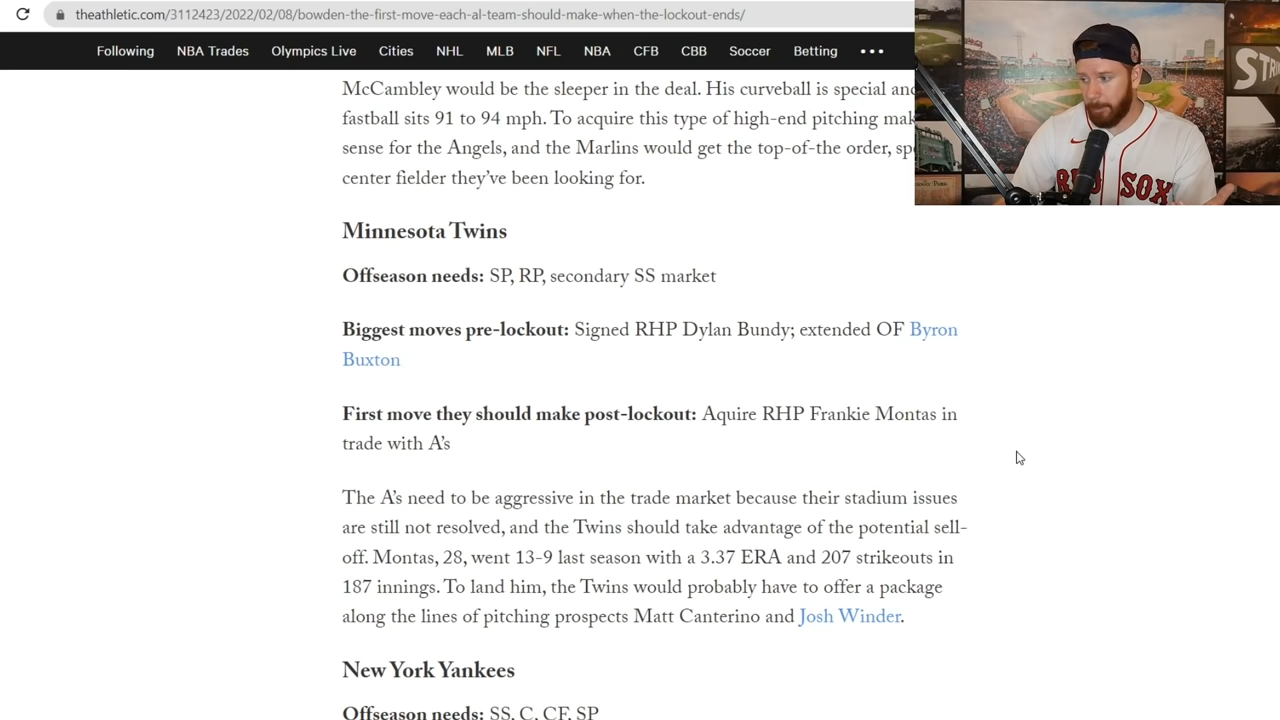 theathletic.com/3112423/2022/02/08/bowden-the-first-move-each-al-team-should-make-when-the-lockout-ends/
Following NBA Trades Olympics Live Cities NHL MLB NFL NBA CFB CBB Soccer Betting
McCambley would be the sleeper in the deal. His curveball is special and
fastball sits 91 to 94 mph. To acquire this type of high-end pitching
sense for the Angels, and the Marlins would get the top-of-the order,
center fielder they've been looking for.
Minnesota Twins
Offseason needs: SP, RP, secondary SS market
Biggest moves pre-lockout: Signed RHP Dylan Bundy; extended OF Byron
Buxton
First move they should make post-lockout: Aquire RHP Frankie Montas in
trade with A's
The A's need to be aggressive in the trade market because their stadium issues
are still not resolved, and the Twins should take advantage of the potential sell-
off. Montas, 28, went 13-9 last season with a 3.37 ERA and 207 strikeouts in
187 innings. To land him, the Twins would probably have to offer a package
along the lines of pitching prospects Matt Canterino and Josh Winder.
New York Yankees
Offseason needs: SS, C, CF, SP
RED SOX